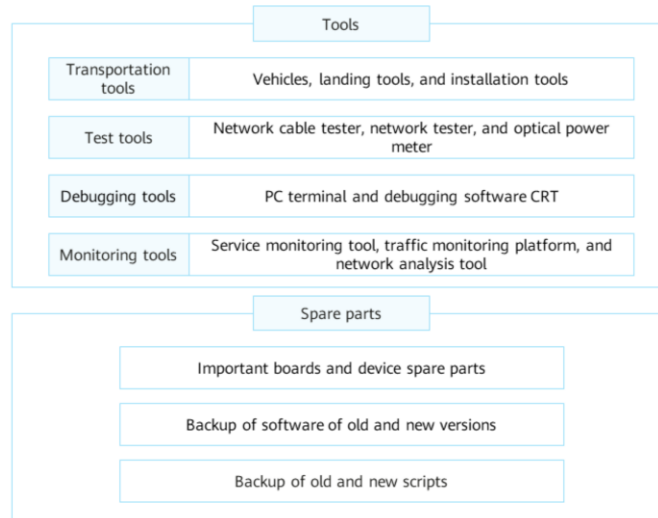 Tools
Transportation
tools
Vehicles, landing tools, and installation tools
Test tools
Network cable tester, network tester, and optical power
meter
Debugging tools
PC terminal and debugging software CRT
Monitoring tools
Service monitoring tool, traffic monitoring platform, and
network analysis tool
Spare parts
Important boards and device spare parts
Backup of software of old and new versions
Backup of old and new scripts